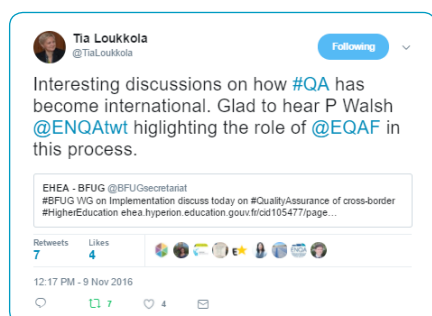 Tia Loukkola
@TiaLoukkola
Following
Interesting discussions on how #QA has
become international. Glad to hear P Walsh
@ENQAtwt higlighting the role of @EQAF in
this process.
EHEA - BFUG @BFUGsecretariat
#BFUG WG on Implementation discuss today on #QualityAssurance of cross-border
#HigherEducation ehea.hyperion.education.gouv.fr/cid105477/page…
Retweets Likes
7 4
12:17 PM - 9 Nov 2016
7 4